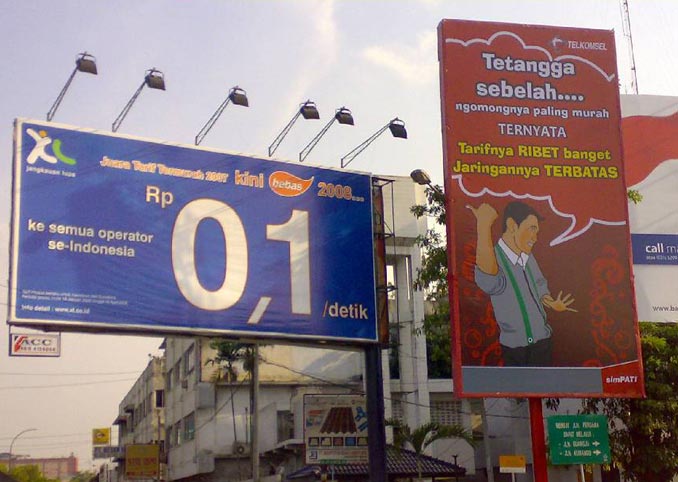 XL
jangkauan luas
Juara Tarif Termurah 2007 kini bebas 2008...
Rp 0,1 /detik
ke semua operator
se-Indonesia
info detail : www.xl.co.id
ACC
TELKOMSEL
Tetangga
sebelah....
ngomongnya paling murah
TERNYATA
Tarifnya RIBET banget
Jaringannya TERBATAS
simPATI
call